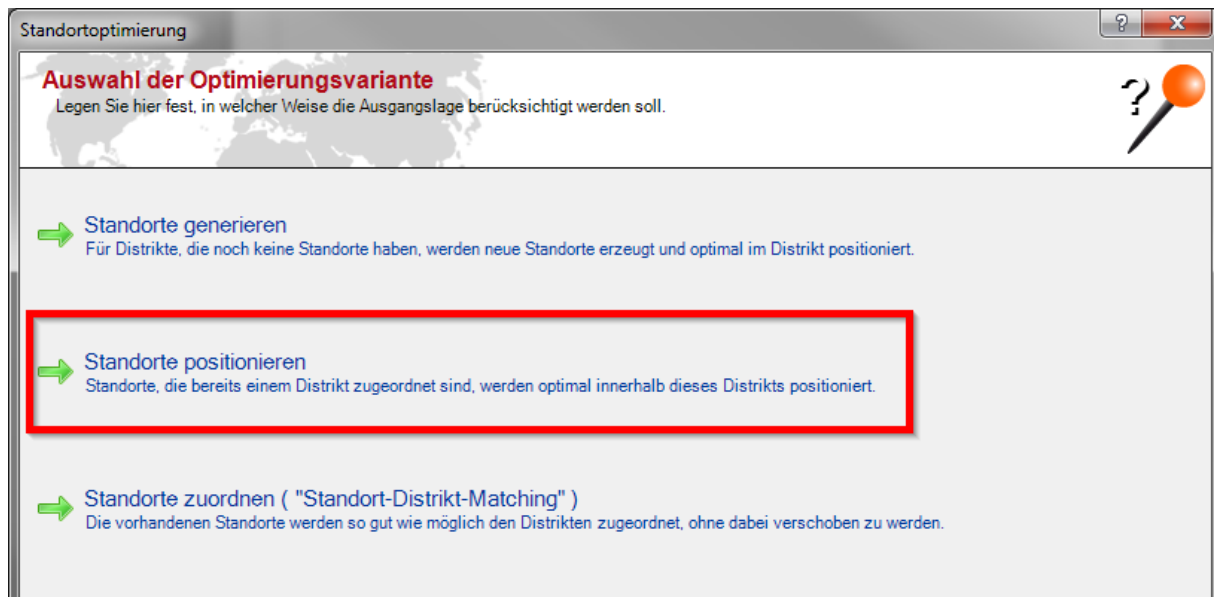 Standortoptimierung
?
X
Auswahl der Optimierungsvariante
Legen Sie hier fest, in welcher Weise die Ausgangslage berücksichtigt werden soll.
?
Standorte generieren
Für Distrikte, die noch keine Standorte haben, werden neue Standorte erzeugt und optimal im Distrikt positioniert.
Standorte positionieren
Standorte, die bereits einem Distrikt zugeordnet sind, werden optimal innerhalb dieses Distrikts positioniert.
Standorte zuordnen ( "Standort-Distrikt-Matching" )
Die vorhandenen Standorte werden so gut wie möglich den Distrikten zugeordnet, ohne dabei verschoben zu werden.